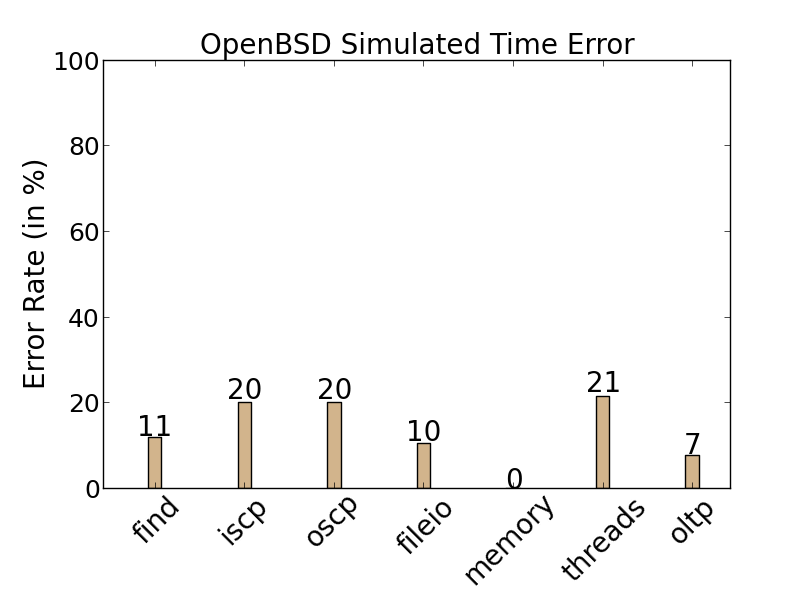 OpenBSD Simulated Time Error
Error Rate (in %)
100
80
60
40
20
0
11
20
20
10
0
21
7
find
iscp
oscp
fileio
memory
threads
oltp